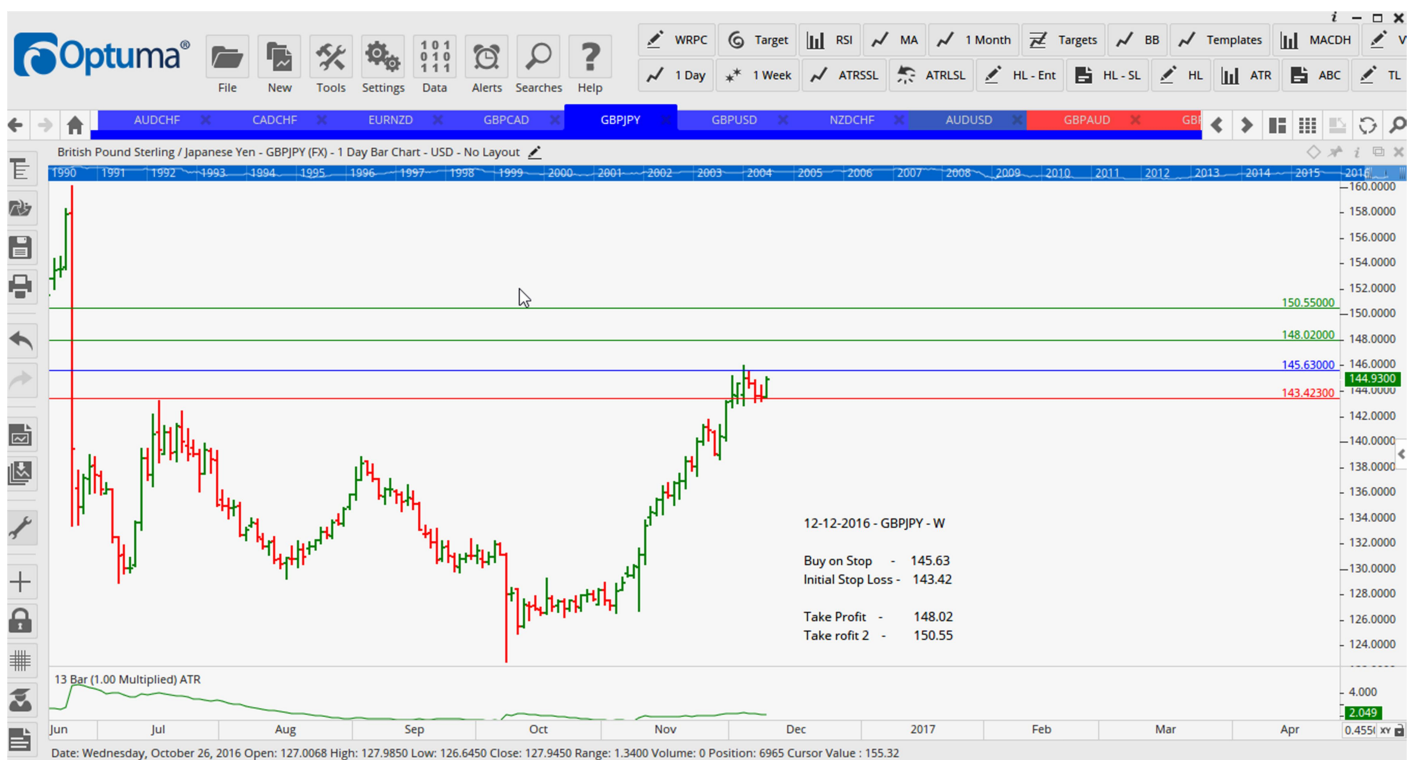 i
Optuma®
File New Tools Settings Data Alerts Searches Help
101
010
111
WRPC Target RSI MA 1 Month Targets BB Templates MACDH
1 Day 1 Week ATRSSL ATRLSL HL - Ent HL - SL HL ATR ABC TL
AUDCHF CADCHF EURNZD GBPCAD GBPJPY GBPUSD NZDCHF AUDUSD GBPAUD
British Pound Sterling / Japanese Yen - GBPJPY (FX) - 1 Day Bar Chart - USD - No Layout
1990 1991 1992 1993 1994 1995 1996 1997 1998 1999 2000 2001 2002 2003 2004 2005 2006 2007 2008 2009 2010 2011 2012 2013 2014 2015 2016
160.0000
158.0000
156.0000
154.0000
152.0000
150.55000
150.0000
148.02000
148.0000
146.0000
145.63000
144.9300
144.0000
143.42300
142.0000
140.0000
138.0000
136.0000
134.0000
132.0000
130.0000
128.0000
126.0000
124.0000
12-12-2016 - GBPJPY - W
Buy on Stop - 145.63
Initial Stop Loss - 143.42
Take Profit - 148.02
Take rofit 2 - 150.55
13 Bar (1.00 Multiplied) ATR
4.000
2.049
Jun Jul Aug Sep Oct Nov Dec 2017 Feb Mar Apr
XY
Date: Wednesday, October 26, 2016 Open: 127.0068 High: 127.9850 Low: 126.6450 Close: 127.9450 Range: 1.3400 Volume: 0 Position: 6965 Cursor Value : 155.32